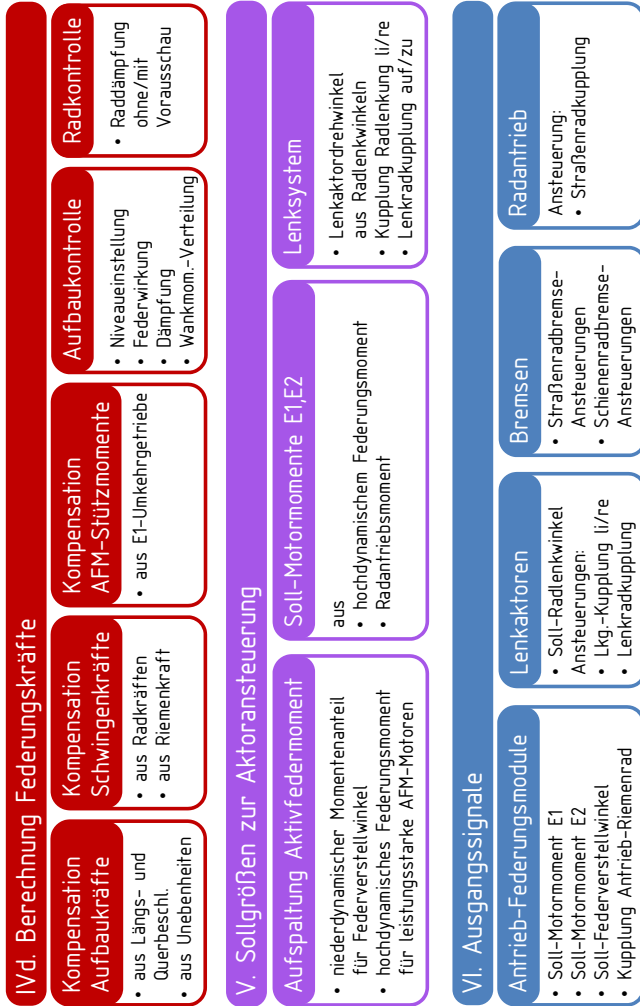 IVd. Berechnung Federungskräfte
Kompensation
Aufbaukräfte
• aus Längs- und
Querbeschl.
• aus Unebenheiten
Kompensation
Schwingenkräfte
• aus Radkräften
• aus Riemenkraft
Kompensation
AFM-Stützmomente
• aus E1-Umkehrgetriebe
Aufbaukontrolle
• Niveaueinstellung
• Federwirkung
• Dämpfung
• Wankmom.-Verteilung
Radkontrolle
• Raddämpfung
ohne/mit
Vorausschau
V. Sollgrößen zur Aktoransteuerung
Aufspaltung Aktivfedermoment
• niederdynamischer Momentenanteil
für Federverstellwinkel
• hochdynamisches Federungsmoment
für leistungsstarke AFM-Motoren
Soll-Motormomente E1,E2
aus
• hochdynamischem Federungsmoment
• Radantriebsmoment
Lenksystem
• Lenkaktordrehwinkel
aus Radlenkwinkeln
• Kupplung Radlenkung li/re
• Lenkradkupplung auf/zu
VI. Ausgangssignale
Antrieb-Federungsmodule
• Soll-Motormoment E1
• Soll-Motormoment E2
• Soll-Federverstellwinkel
• Kupplung Antrieb-Riemenrad
Lenkaktoren
• Soll-Radlenkwinkel
Ansteuerungen:
• Lkg.-Kupplung li/re
• Lenkradkupplung
Bremsen
• Straßenradbremse-
Ansteuerungen
• Schienenradbremse-
Ansteuerungen
Radantrieb
Ansteuerung:
• Straßenradkupplung